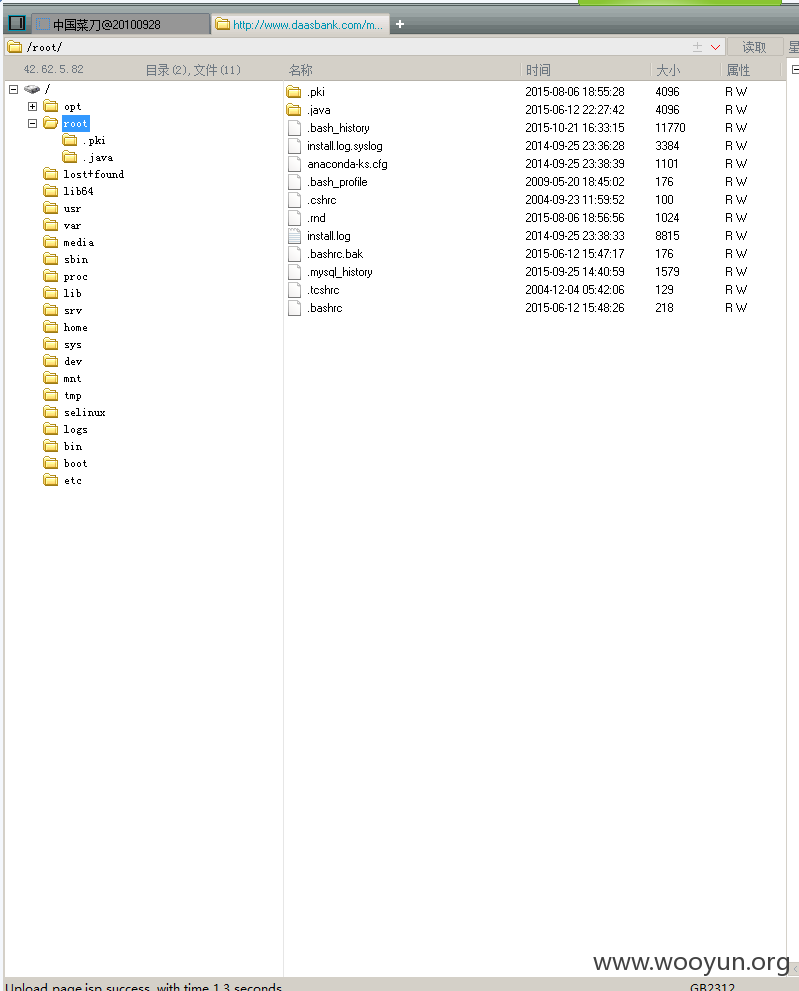 中国菜刀@20100928 http://www.daasbank.com/m... +
/root/ 读取
42.62.5.82 目录(2),文件(11) 名称 时间 大小 属性
/
opt
root
.pki
.java
lost+found
lib64
usr
var
media
sbin
proc
lib
srv
home
sys
dev
mnt
tmp
selinux
logs
bin
boot
etc
.pki 2015-08-06 18:55:28 4096 R W
.java 2015-06-12 22:27:42 4096 R W
.bash_history 2015-10-21 16:33:15 11770 R W
install.log.syslog 2014-09-25 23:36:28 3384 R W
anaconda-ks.cfg 2014-09-25 23:38:39 1101 R W
.bash_profile 2009-05-20 18:45:02 176 R W
.cshrc 2004-09-23 11:59:52 100 R W
.rnd 2015-08-06 18:56:56 1024 R W
install.log 2014-09-25 23:38:33 8815 R W
.bashrc.bak 2015-06-12 15:47:17 176 R W
.mysql_history 2015-09-25 14:40:59 1579 R W
.tcshrc 2004-12-04 05:42:06 129 R W
.bashrc 2015-06-12 15:48:26 218 R W
www.wooyun.org
Upload page.jsp success, with time 1.3 seconds GB2312